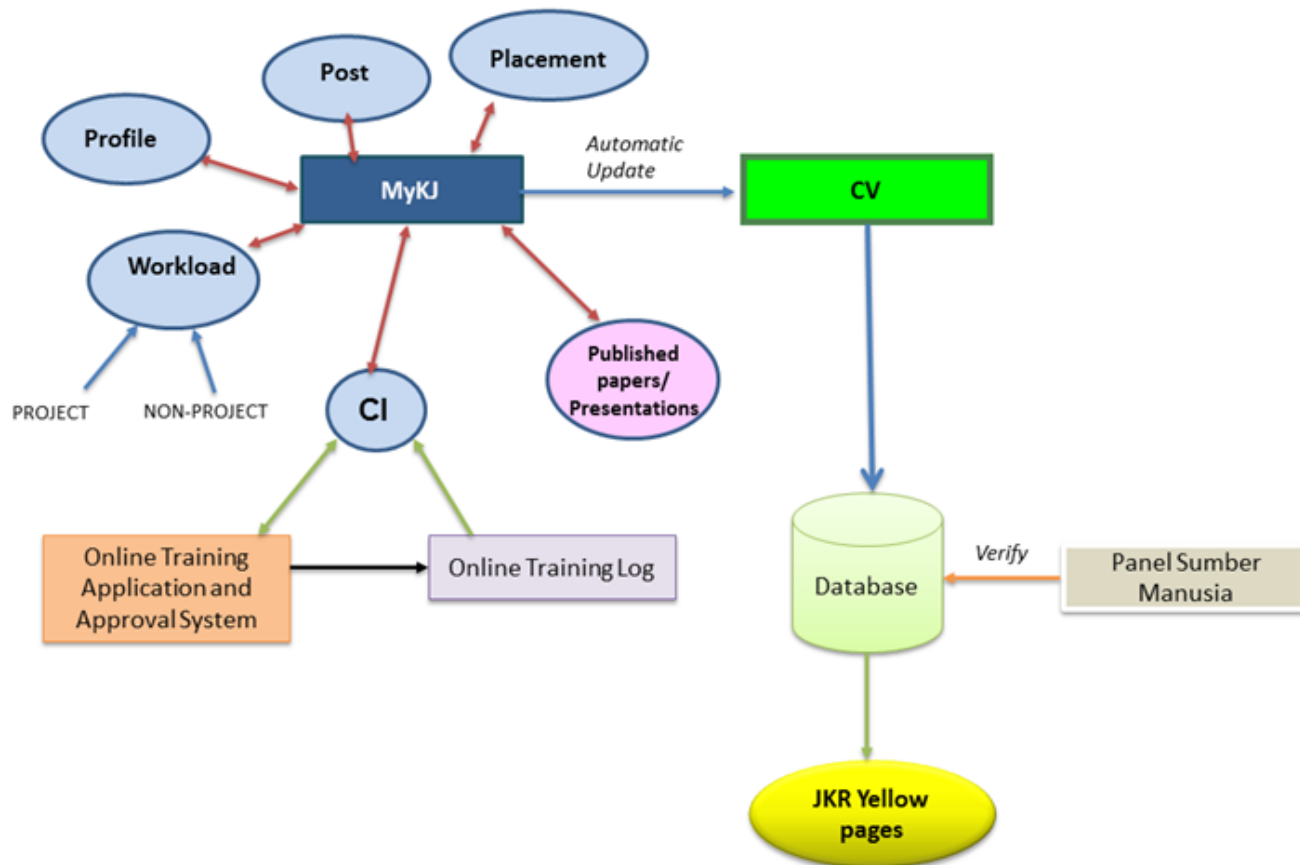 Post
Placement
Profile
Automatic
Update
MyKJ
CV
Workload
Published
papers/
Presentations
PROJECT
NON-PROJECT
CI
Online Training
Application and
Approval System
Online Training Log
Verify
Panel Sumber
Manusia
Database
JKR Yellow
pages